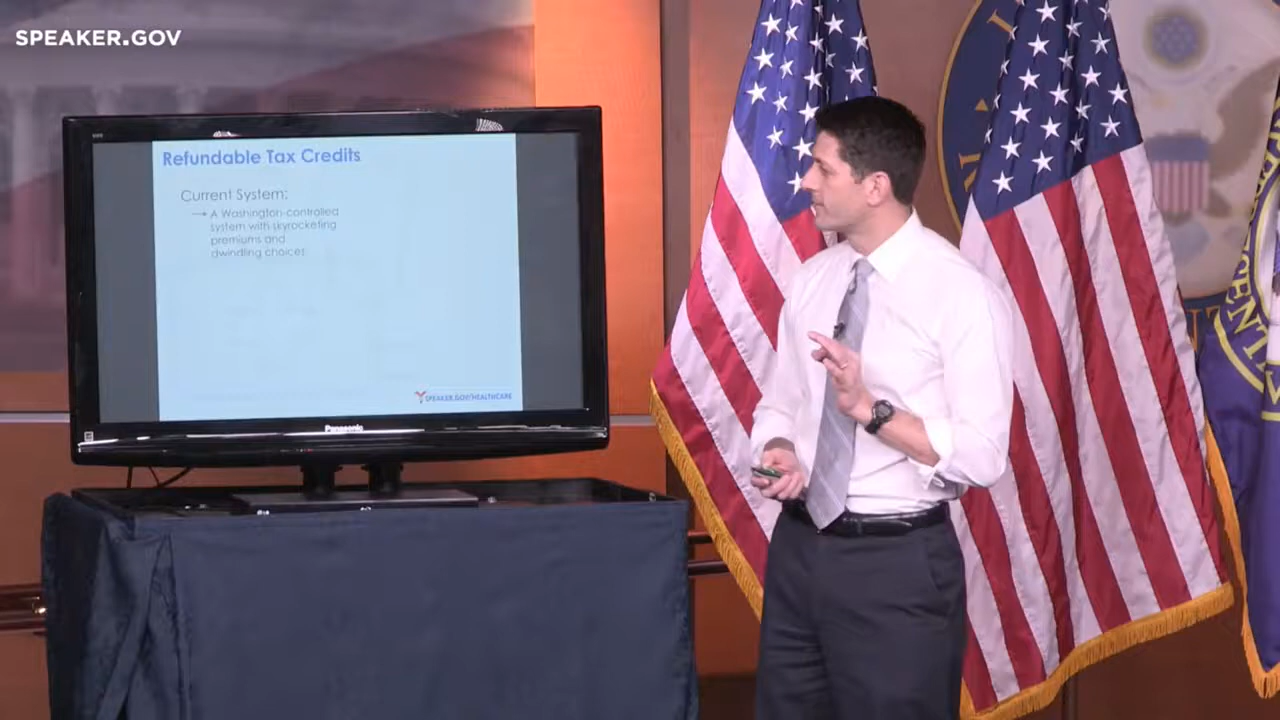 SPEAKER.GOV
Refundable Tax Credits
Current System:
→ A Washington-controlled
system with skyrocketing
premiums and
dwindling choices
SPEAKER.GOV/HEALTHCARE
Panasonic